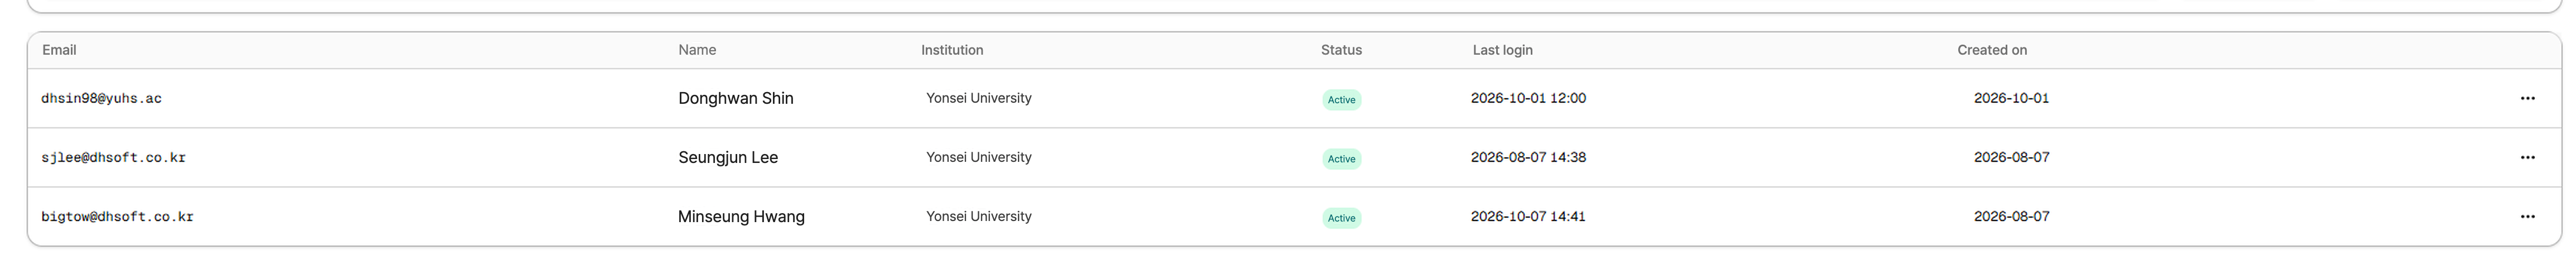 Email Name Institution Status Last login Created on
dhsin98@yuhs.ac Donghwan Shin Yonsei University Active 2026-10-01 12:00 2026-10-01 •••
sjlee@dhsoft.co.kr Seungjun Lee Yonsei University Active 2026-08-07 14:38 2026-08-07 •••
bigtow@dhsoft.co.kr Minseung Hwang Yonsei University Active 2026-10-07 14:41 2026-08-07 •••